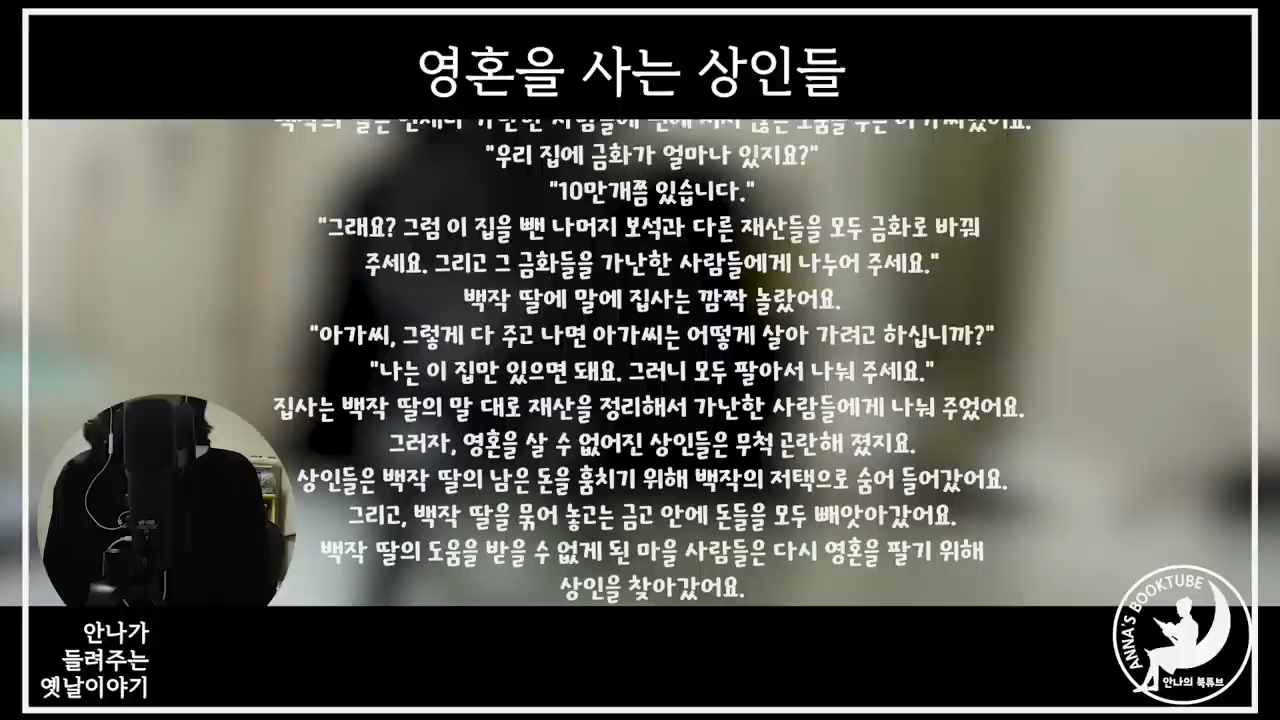 영혼을 사는 상인들
"우리 집에 금화가 얼마나 있지요?"
"10만개쯤 있습니다."
"그래요? 그럼 이 집을 뺀 나머지 보석과 다른 재산들을 모두 금화로 바꿔
주세요. 그리고 그 금화들을 가난한 사람들에게 나누어 주세요."
백작 딸에 말에 집사는 깜짝 놀랐어요.
"아가씨, 그렇게 다 주고 나면 아가씨는 어떻게 살아 가려고 하십니까?"
"나는 이 집만 있으면 돼요. 그러니 모두 팔아서 나눠 주세요."
집사는 백작 딸의 말 대로 재산을 정리해서 가난한 사람들에게 나눠 주었어요.
그러자, 영혼을 살 수 없어진 상인들은 무척 곤란해 졌지요.
상인들은 백작 딸의 남은 돈을 훔치기 위해 백작의 저택으로 숨어 들어갔어요.
그리고, 백작 딸을 묶어 놓고는 금고 안에 돈들을 모두 빼앗아갔어요.
백작 딸의 도움을 받을 수 없게 된 마을 사람들은 다시 영혼을 팔기 위해
상인을 찾아갔어요.
안나가
들려주는
옛날이야기
ANNA'S BOOKTUBE
안나의 북튜브